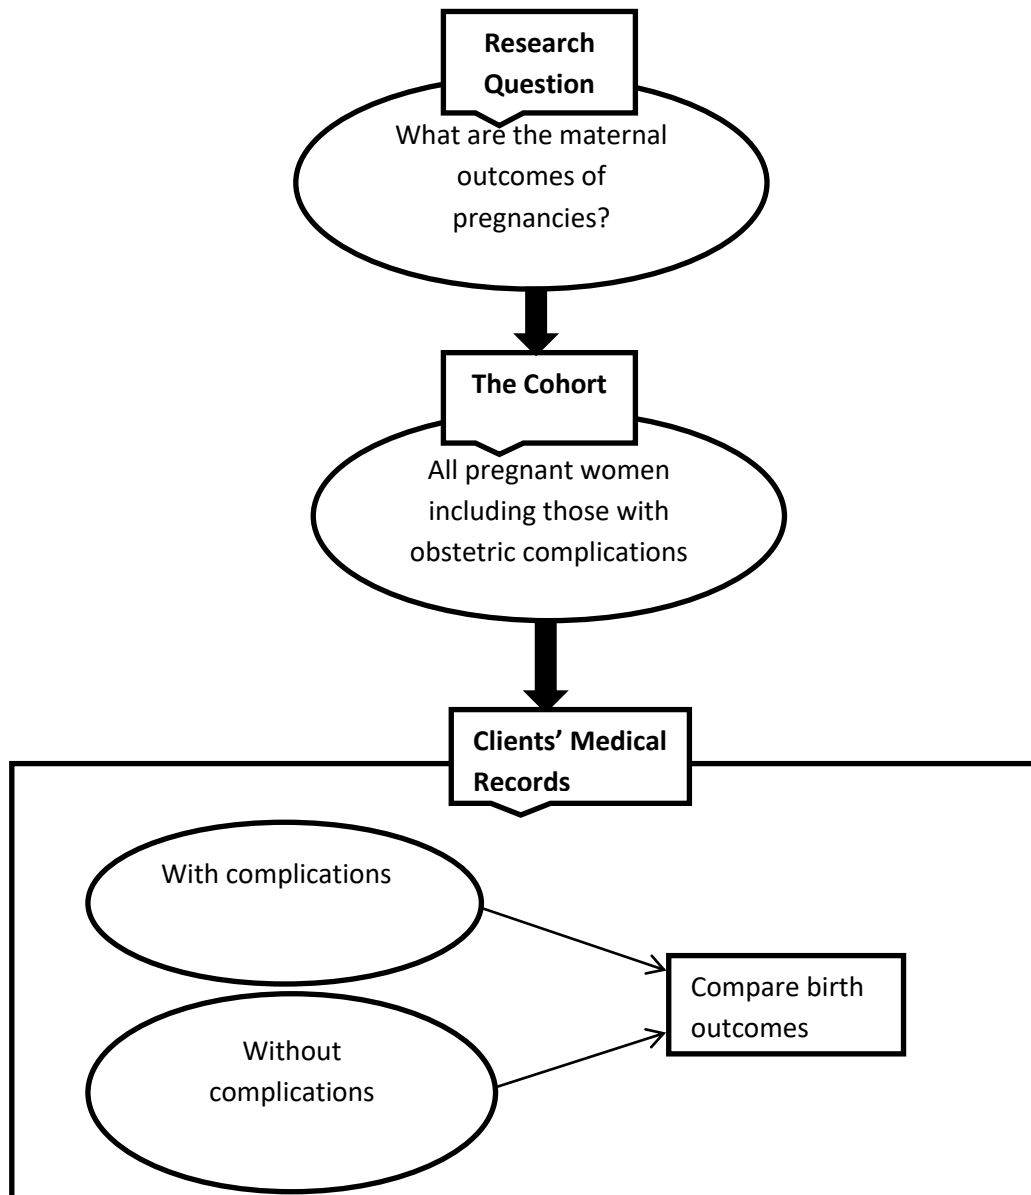 Research
Question
What are the maternal
outcomes of
pregnancies?
The Cohort
All pregnant women
including those with
obstetric complications
Clients’ Medical
Records
With complications
Without
complications
Compare birth
outcomes